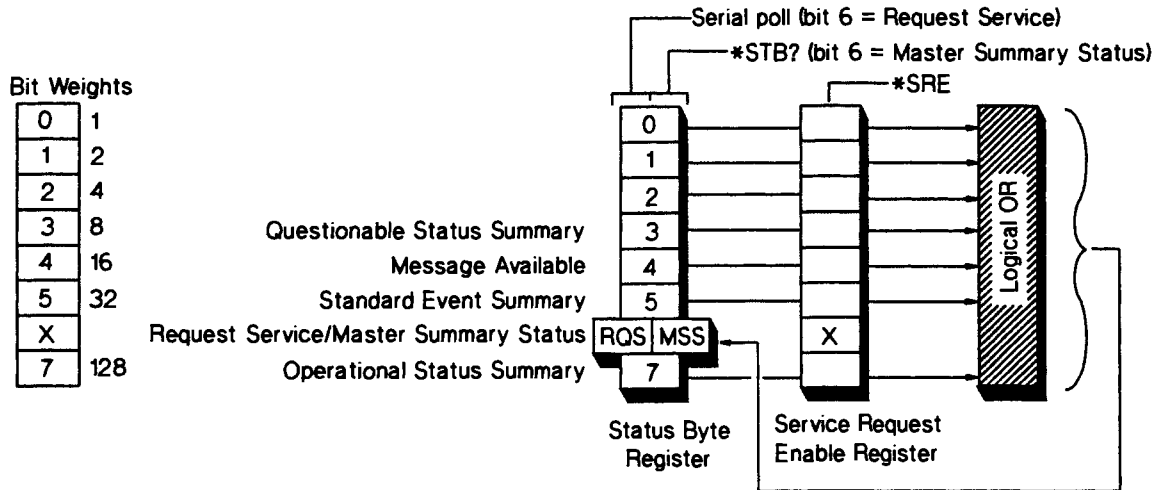 Serial poll (bit 6 = Request Service)
*STB? (bit 6 = Master Summary Status)
*SRE
Bit Weights
0 1
1 2
2 4
3 8
4 16
5 32
X
7 128
0
1
2
Questionable Status Summary 3
Message Available 4
Standard Event Summary 5
Request Service/Master Summary Status RQS MSS X
Operational Status Summary 7
Logical OR
Status Byte
Register
Service Request
Enable Register